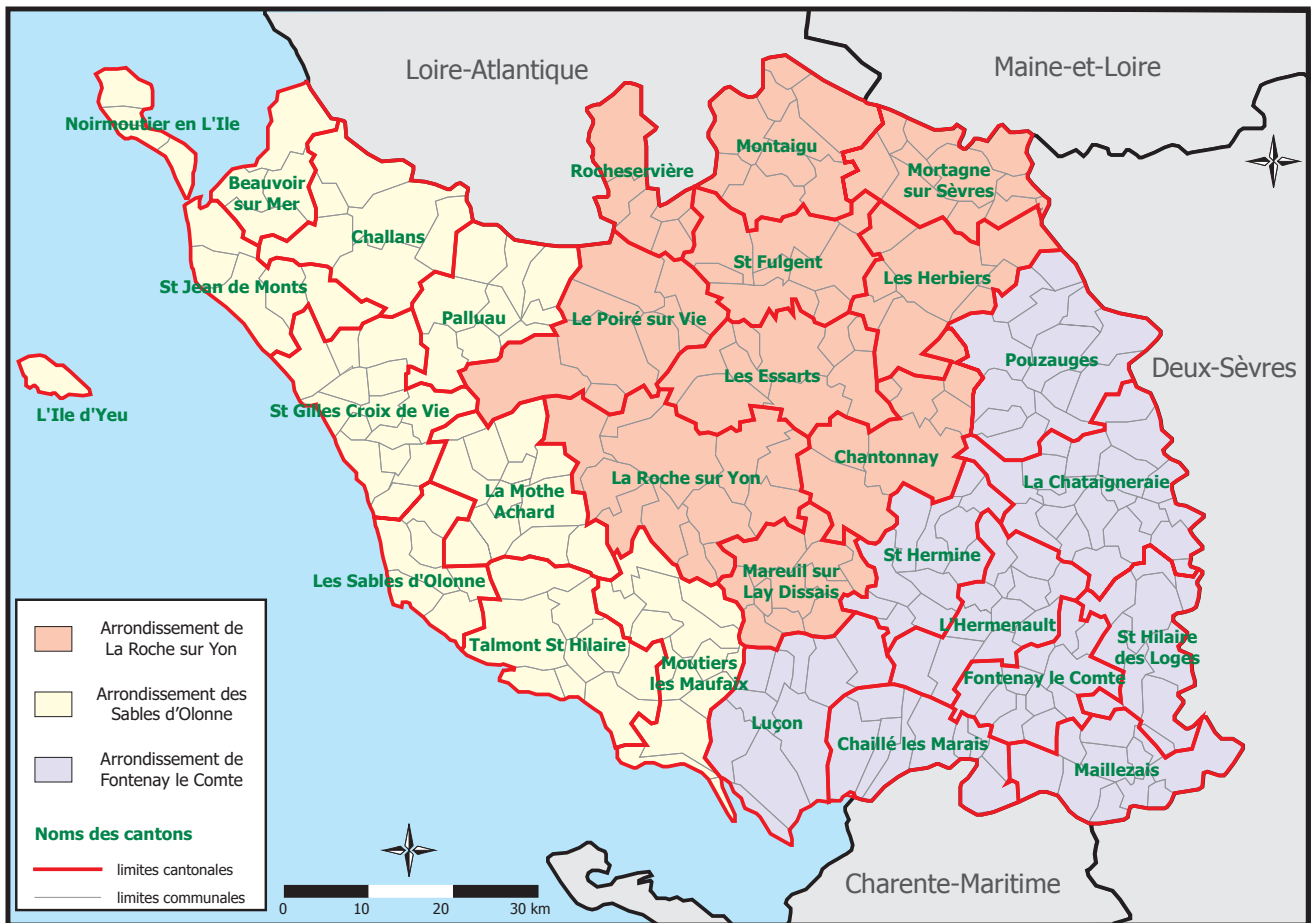 Loire-Atlantique
Maine-et-Loire
Noirmoutier en L'Ile
Montaigu
Rocheservière
Mortagne
sur Sèvres
Beauvoir
sur Mer
Challans
St Fulgent
Les Herbiers
St Jean de Monts
Palluau
Le Poiré sur Vie
Pouzauges
Deux-Sèvres
Les Essarts
L'Ile d'Yeu
St Gilles Croix de Vie
Chantonnay
La Roche sur Yon
La Chataigneraie
La Mothe
Achard
St Hermine
Les Sables d'Olonne
Mareuil sur
Lay Dissais
L'Hermenault
St Hilaire
des Loges
Talmont St Hilaire
Moutiers
les Maufaix
Fontenay le Comte
Luçon
Chaillé les Marais
Maillezais
Charente-Maritime
Arrondissement de
La Roche sur Yon
Arrondissement des
Sables d'Olonne
Arrondissement de
Fontenay le Comte
Noms des cantons
limites cantonales
limites communales
0 10 20 30 km